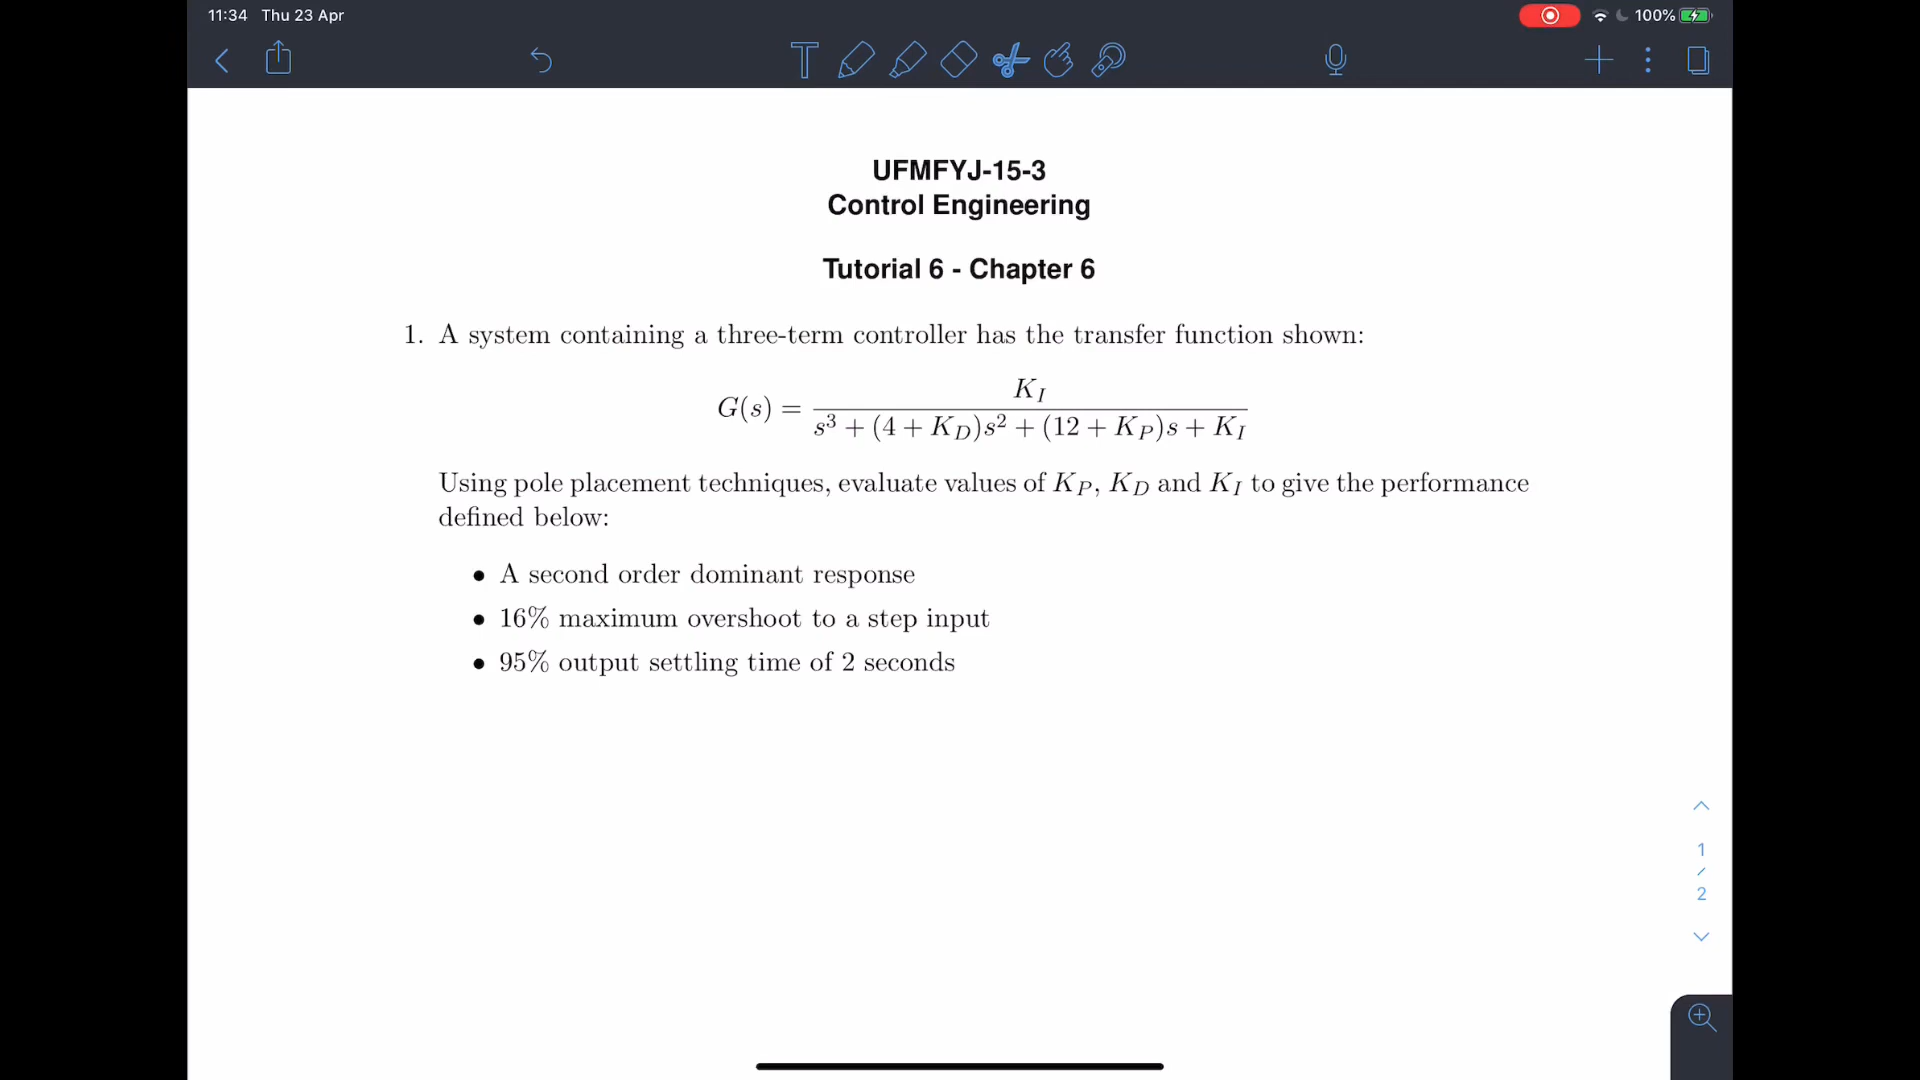 11:34 Thu 23 Apr
100%
UFMFYJ-15-3
Control Engineering
Tutorial 6 - Chapter 6
1. A system containing a three-term controller has the transfer function shown:
G(s) = K_I / (s³ + (4 + K_D)s² + (12 + K_P)s + K_I)
Using pole placement techniques, evaluate values of K_P, K_D and K_I to give the performance
defined below:
• A second order dominant response
• 16% maximum overshoot to a step input
• 95% output settling time of 2 seconds
1
/
2